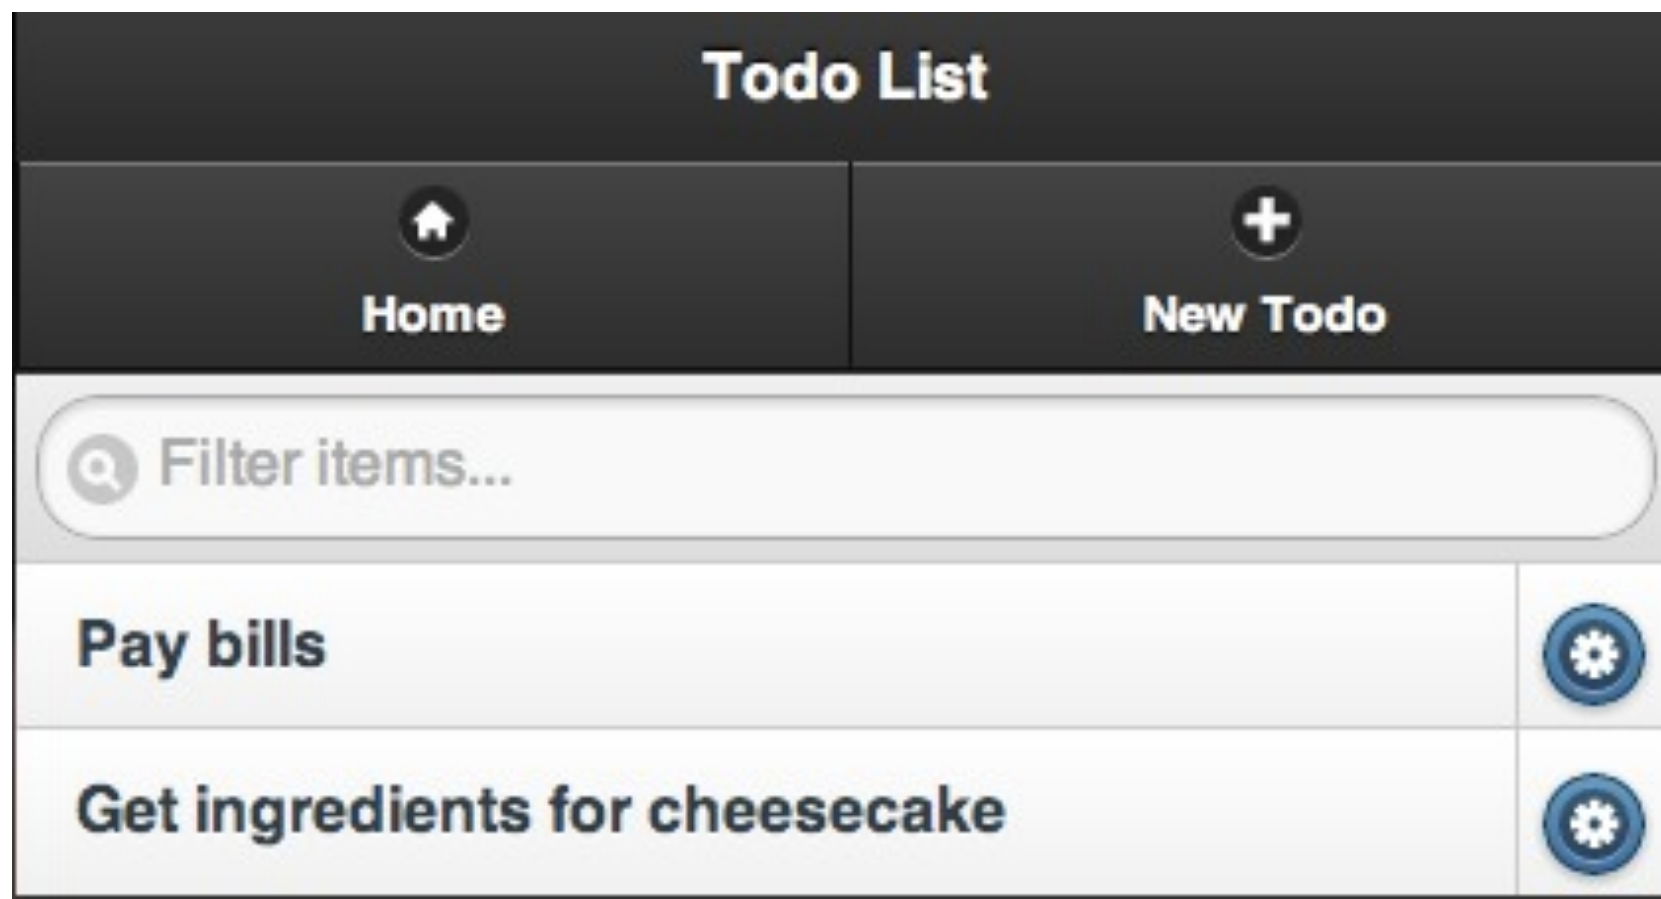 Todo List
Home
New Todo
Filter items...
Pay bills
Get ingredients for cheesecake